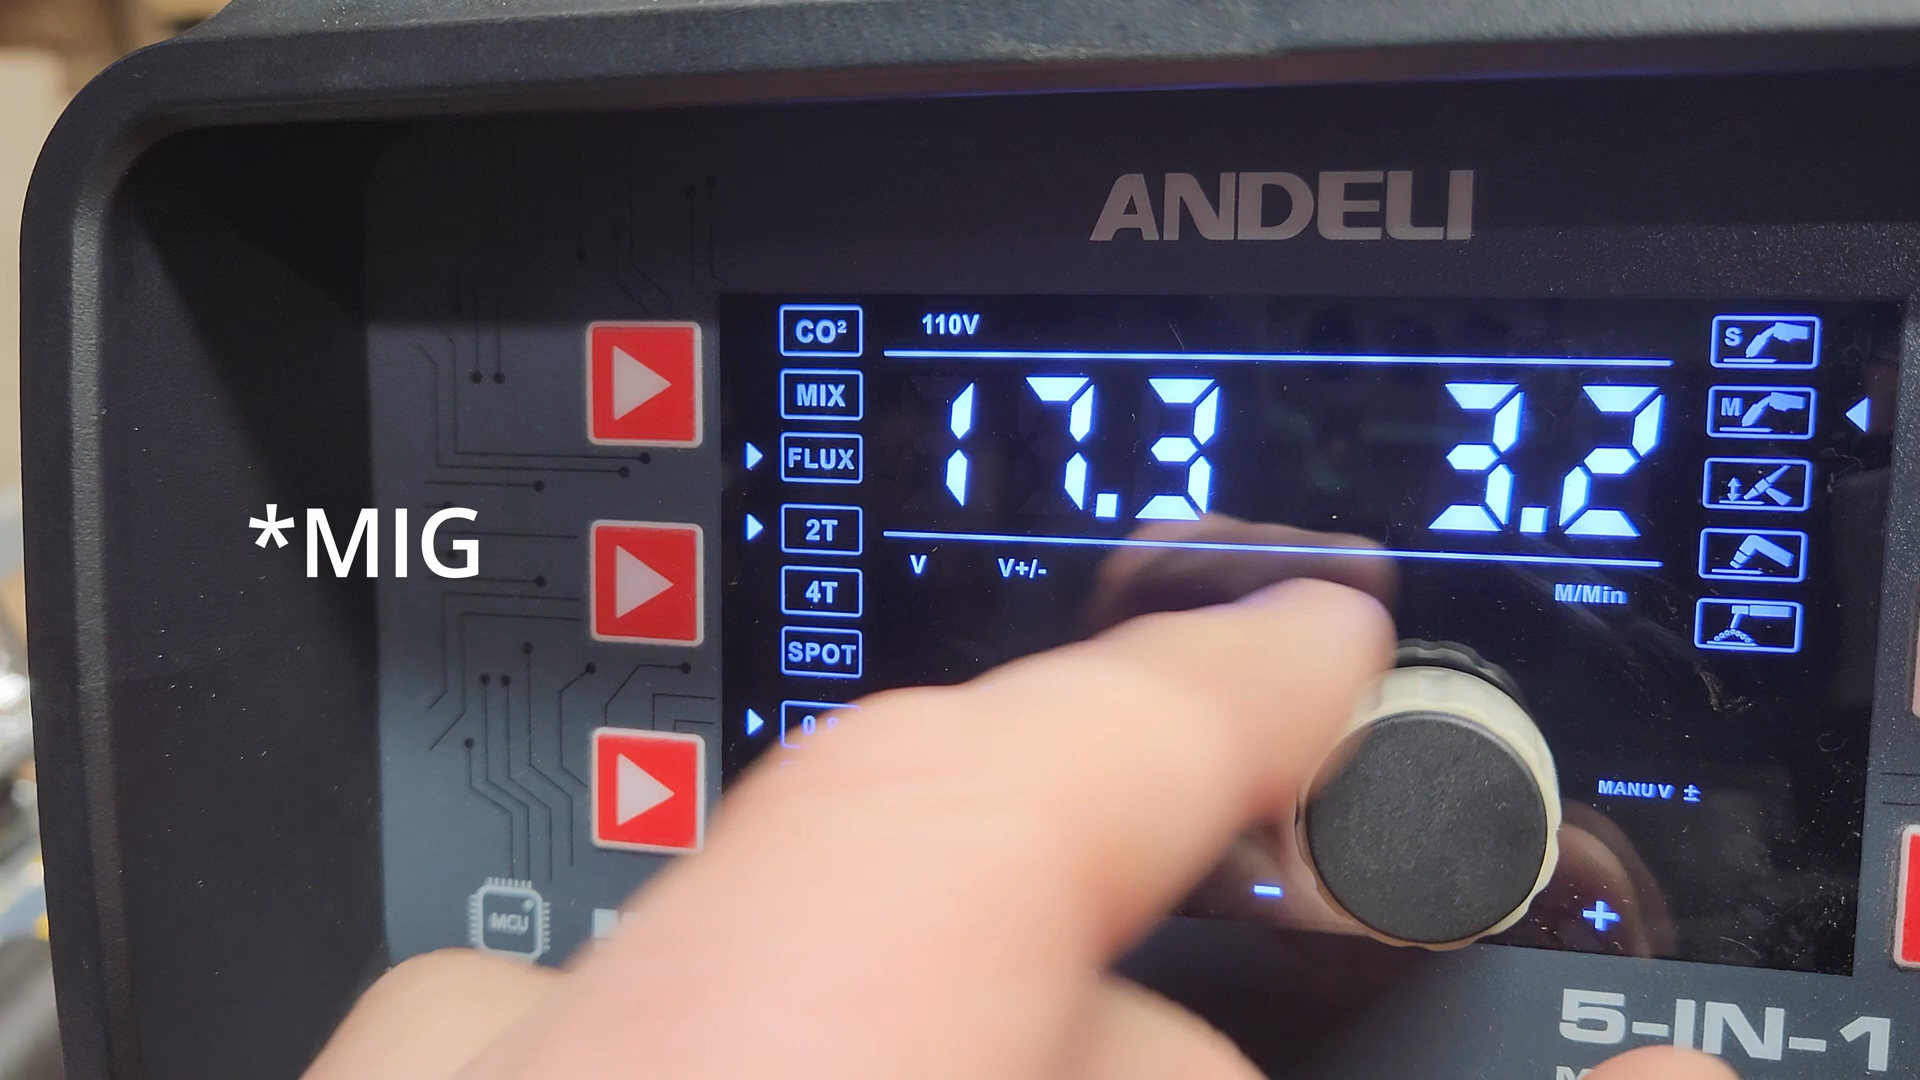 ANDELI
CO²
110V
S
MIX
17.3
3.2
M
FLUX
*MIG
2T
V
V+/-
4T
M/Min
SPOT
MANU V ±
-
+
MCU
5-IN-1